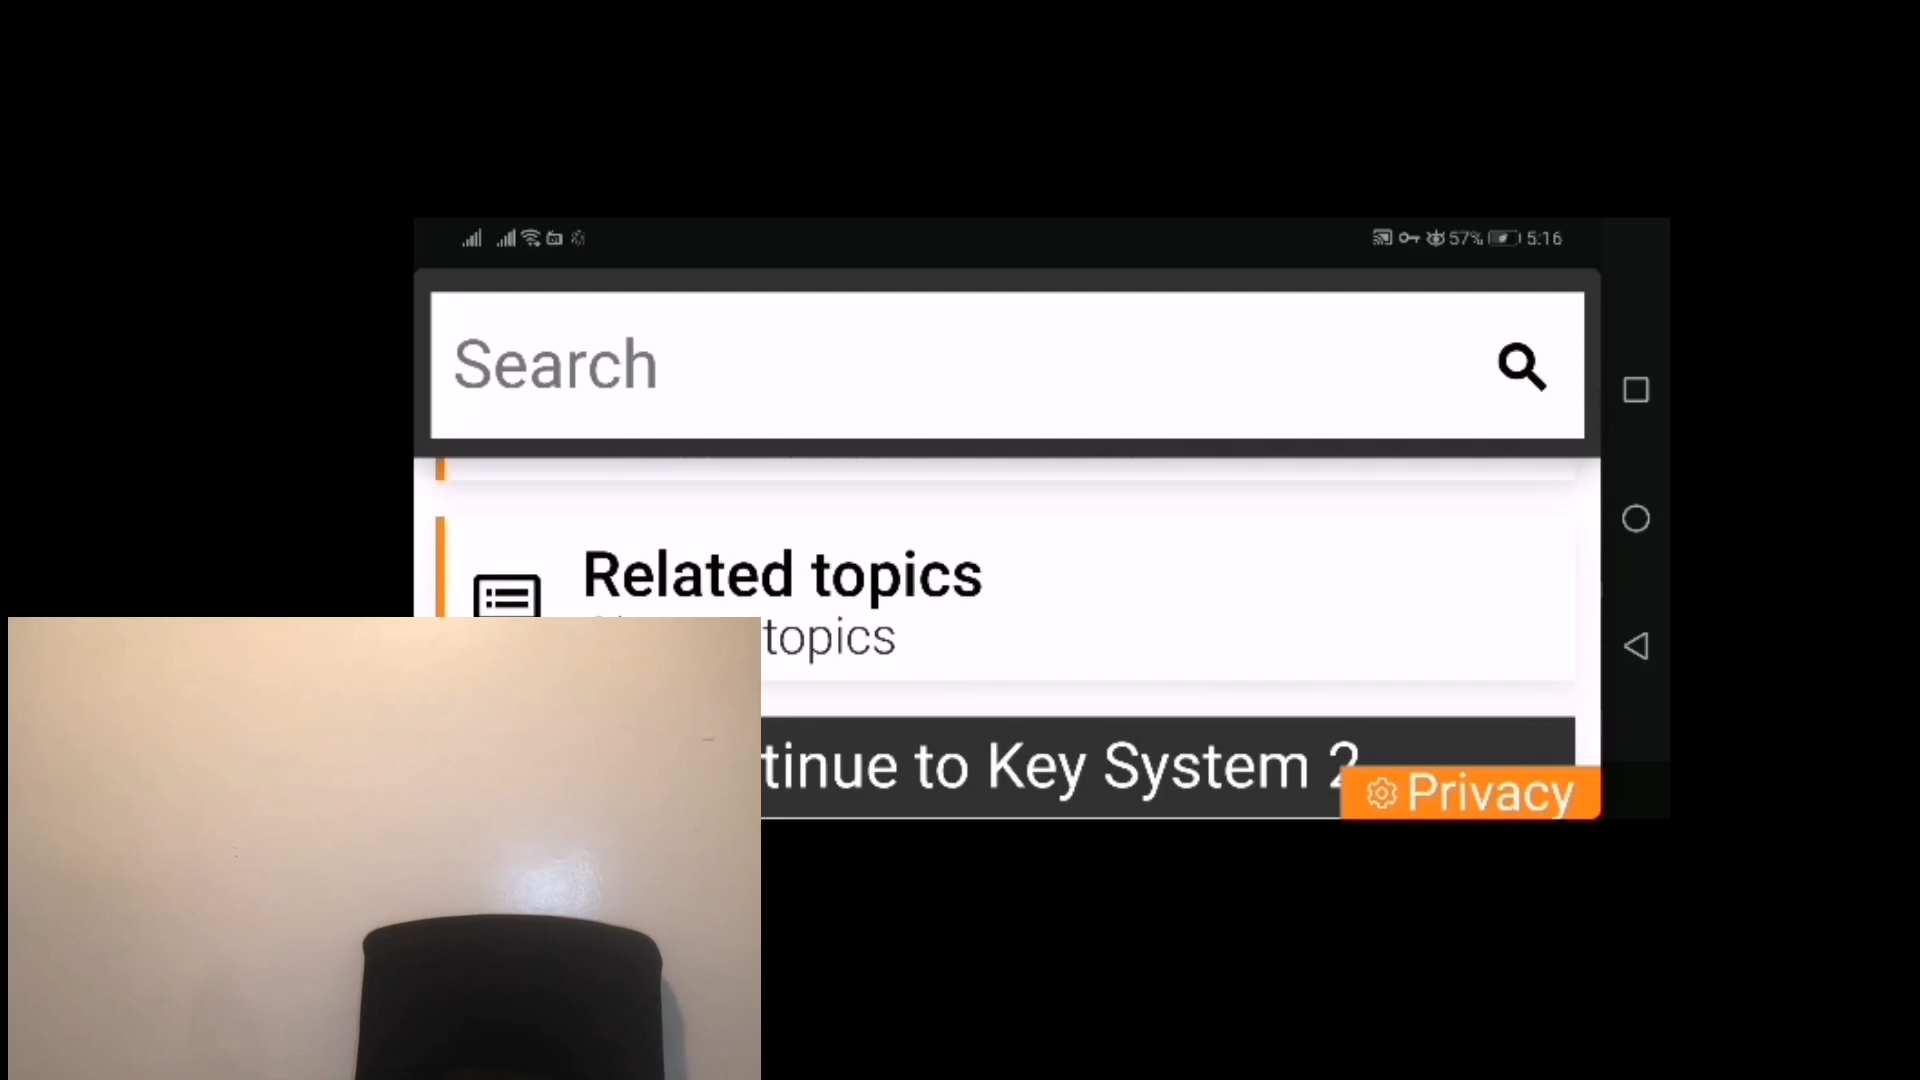 57% 5:16
Search
Related topics
topics
tinue to Key System 2
Privacy